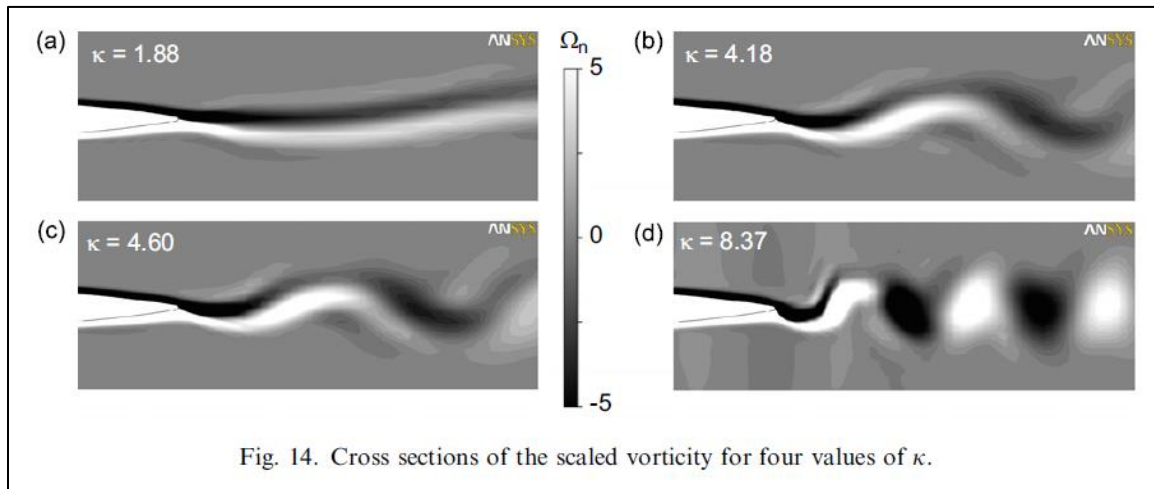 (a)
κ = 1.88
ANSYS
Ωn
5
0
-5
(b)
κ = 4.18
ANSYS
(c)
κ = 4.60
ANSYS
(d)
κ = 8.37
ANSYS
Fig. 14. Cross sections of the scaled vorticity for four values of κ.